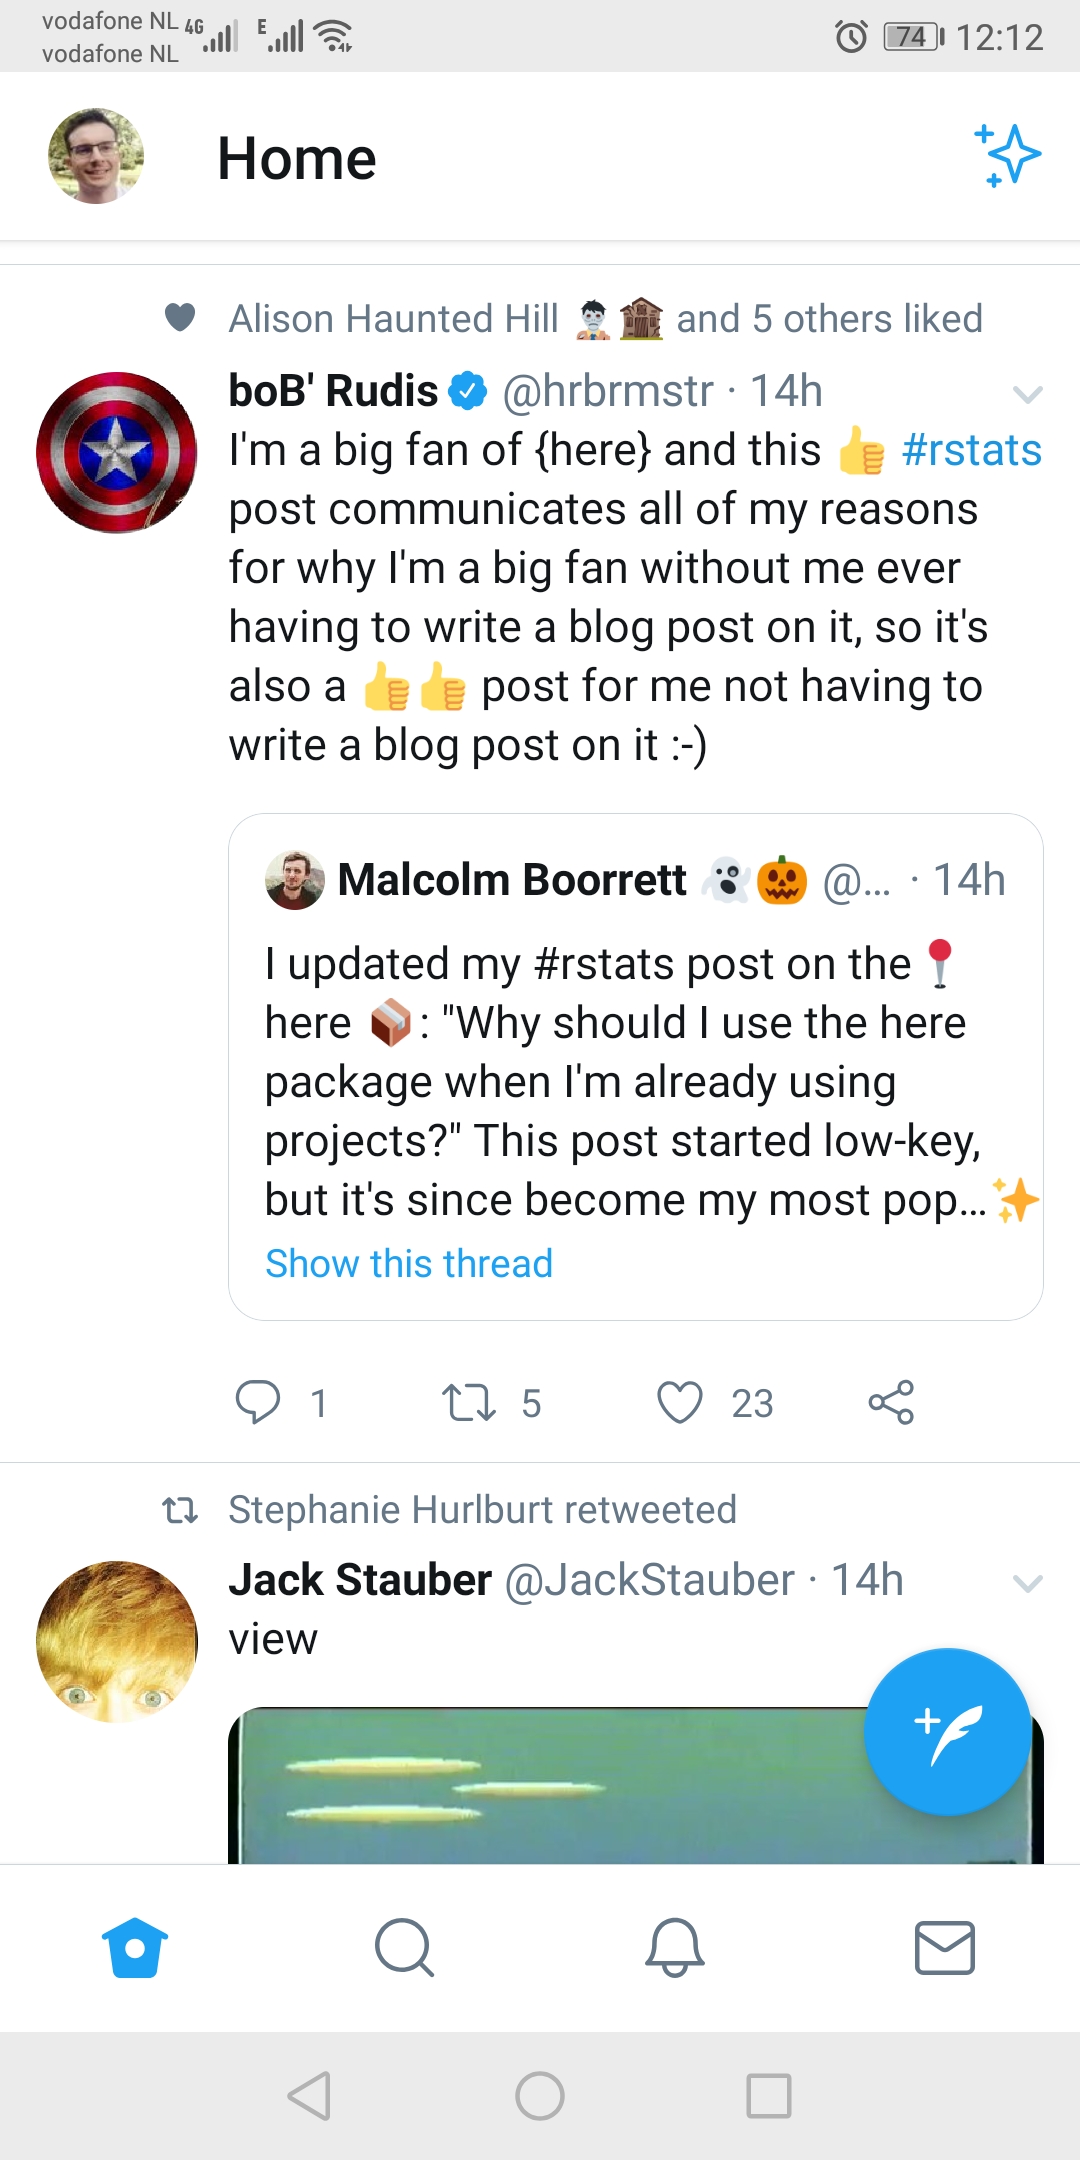 vodafone NL 4G E 74 12:12
vodafone NL
Home
Alison Haunted Hill 🧟‍♂️🏚️ and 5 others liked
boB' Rudis @hrbrmstr · 14h
I'm a big fan of {here} and this 👍 #rstats
post communicates all of my reasons
for why I'm a big fan without me ever
having to write a blog post on it, so it's
also a 👍👍 post for me not having to
write a blog post on it :-)
Malcolm Boorrett 👻🎃 @... · 14h
I updated my #rstats post on the 📍
here 📦: "Why should I use the here
package when I'm already using
projects?" This post started low-key,
but it's since become my most pop...✨
Show this thread
1 5 23
Stephanie Hurlburt retweeted
Jack Stauber @JackStauber · 14h
view